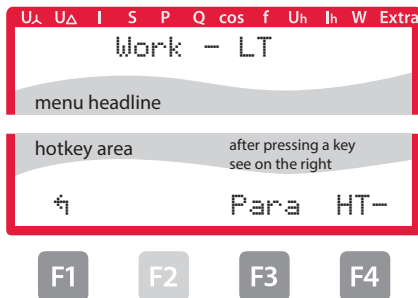 U⅄ U△ I S P Q cos f Uh Ih W Extra
Work - LT
menu headline
hotkey area
after pressing a key
see on the right
↰ Para HT-
F1 F2 F3 F4